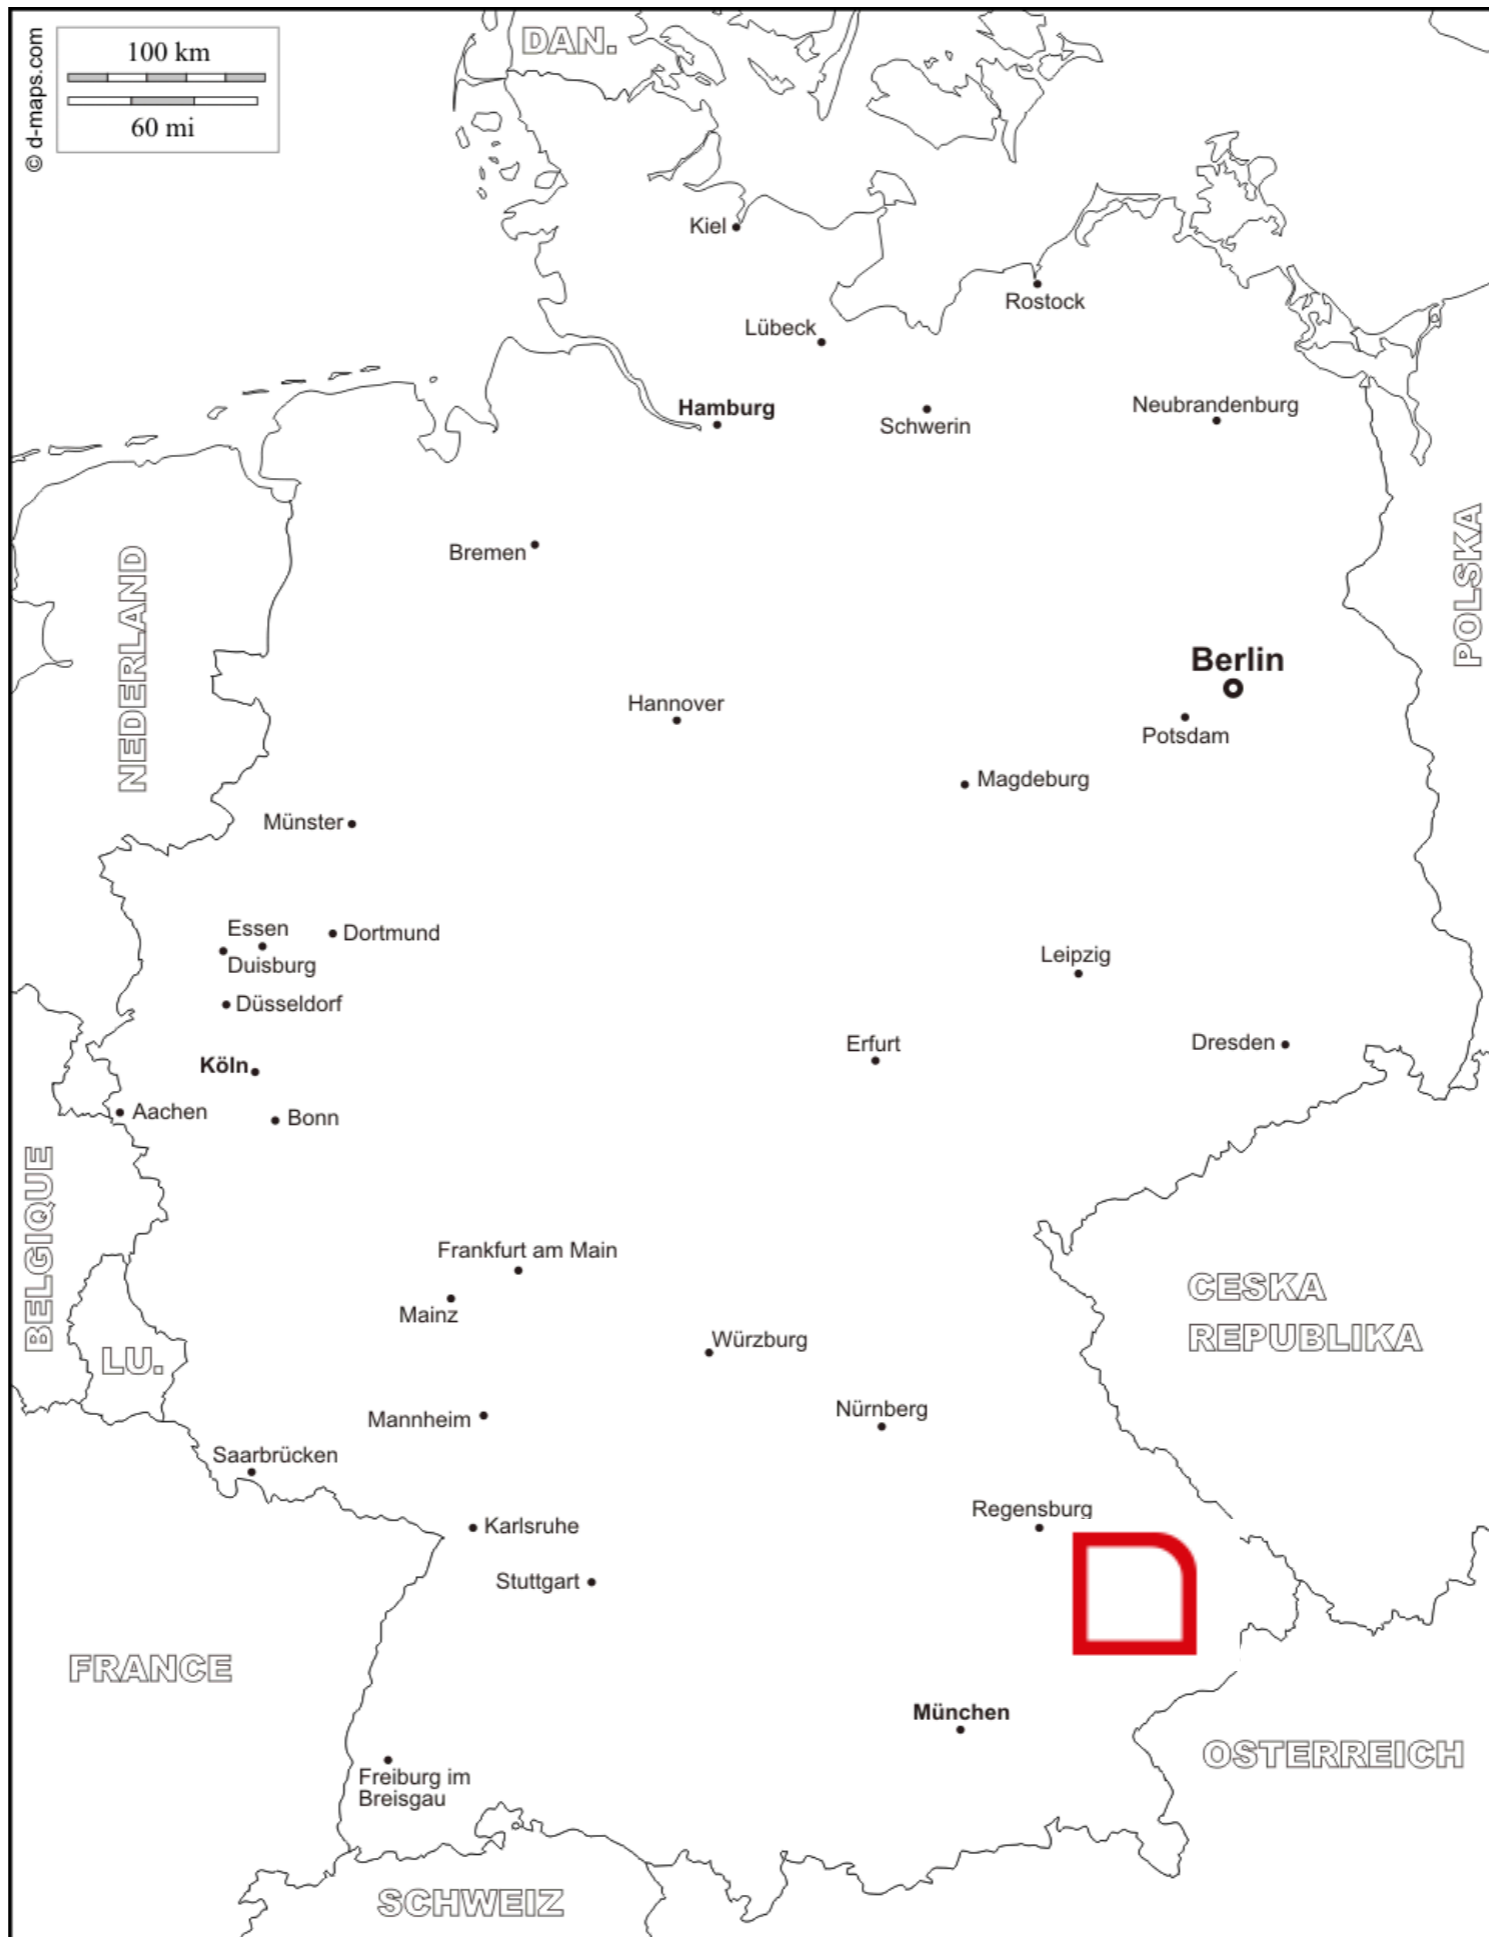 © d-maps.com
100 km
60 mi
DAN.
Kiel
Rostock
Lübeck
Hamburg
Schwerin
Neubrandenburg
Bremen
NEDERLAND
POLSKA
Berlin
Hannover
Potsdam
Magdeburg
Münster
Essen
Dortmund
Duisburg
Leipzig
Düsseldorf
Erfurt
Dresden
Köln
Aachen
Bonn
BELGIQUE
Frankfurt am Main
CESKA
REPUBLIKA
Mainz
Würzburg
LU.
Nürnberg
Mannheim
Saarbrücken
Regensburg
Karlsruhe
Stuttgart
FRANCE
München
OSTERREICH
Freiburg im
Breisgau
SCHWEIZ